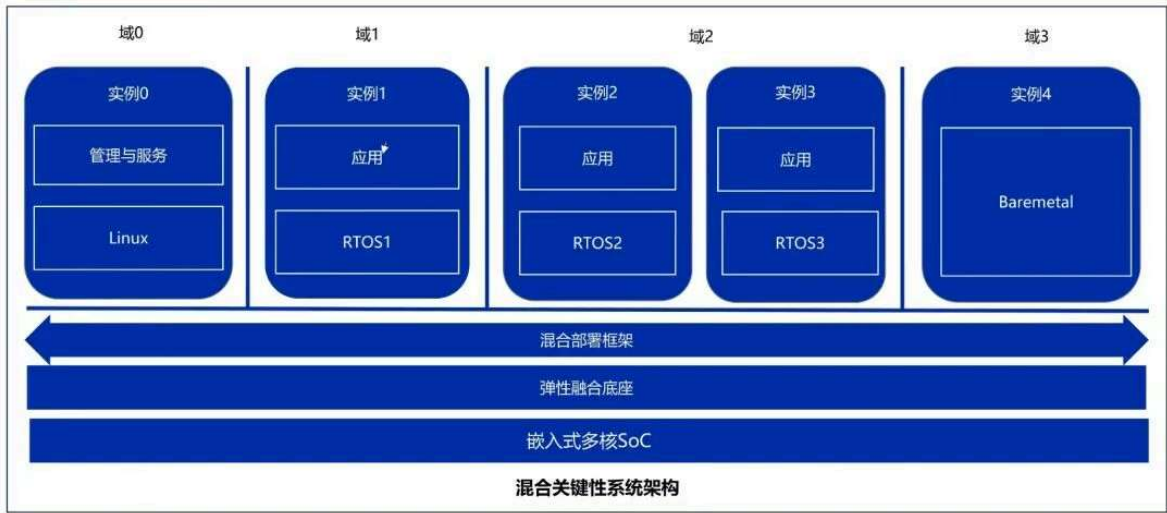 域0
域1
域2
域3
实例0
实例1
实例2
实例3
实例4
管理与服务
应用
应用
应用
Baremetal
Linux
RTOS1
RTOS2
RTOS3
混合部署框架
弹性融合底座
嵌入式多核SoC
混合关键性系统架构